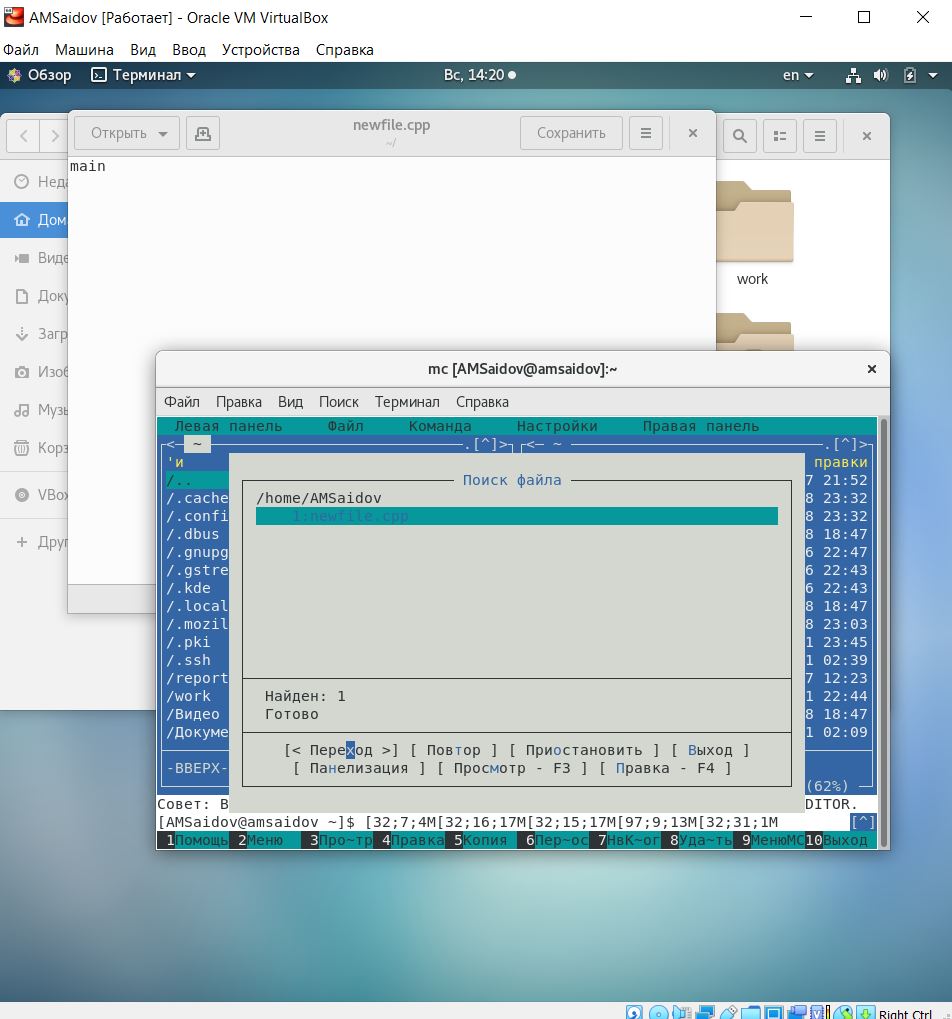 AMSaidov [Работает] - Oracle VM VirtualBox
Файл Машина Вид Ввод Устройства Справка
Обзор Терминал Вс, 14:20 en
Открыть newfile.cpp Сохранить
~/
main
Неда
Дом
Виде
Доку
Загр
Изоб
Музы
Корз
VBox
Друг
work
mc [AMSaidov@amsaidov]:~
Файл Правка Вид Поиск Терминал Справка
Левая панель Файл Команда Настройки Правая панель
<— ~ .[^]> <— ~ .[^]>
'и правки
/.. 7 21:52
/.cache 8 23:32
/.confi 8 23:32
/.dbus 8 18:47
/.gnupg 6 22:47
/.gstre 6 22:43
/.kde 6 22:43
/.local 8 18:47
/.mozil 8 23:03
/.pki 1 23:45
/.ssh 1 02:39
/report 7 12:23
/work 1 22:44
/Видео 8 18:47
/Докуме 1 02:09
-ВВЕРХ-
(62%)
Поиск файла
/home/AMSaidov
1:newfile.cpp
Найден: 1
Готово
[< Переход >] [ Повтор ] [ Приостановить ] [ Выход ]
[ Панелизация ] [ Просмотр - F3 ] [ Правка - F4 ]
Совет: В DITOR.
[AMSaidov@amsaidov ~]$ [32;7;4M[32;16;17M[32;15;17M[97;9;13M[32;31;1M [^]
1Помощь 2Меню 3Про~тр 4Правка 5Копия 6Пер~ос 7НвК~ог 8Уда~ть 9МенюMC 10Выход
Right Ctrl